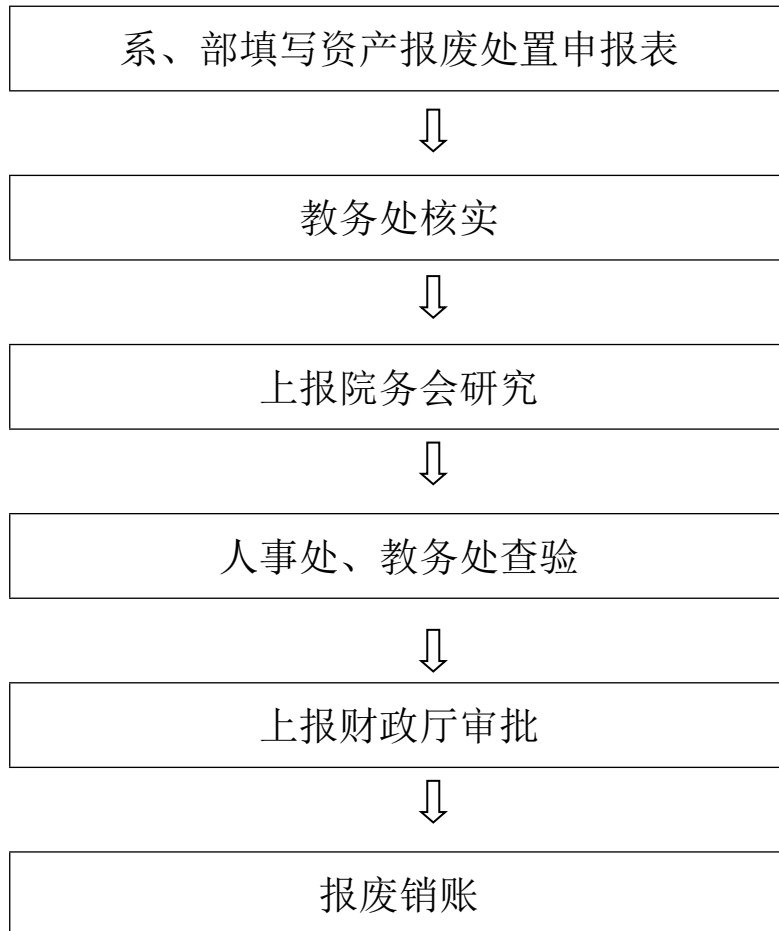 系、部填写资产报废处置申报表
教务处核实
上报院务会研究
人事处、教务处查验
上报财政厅审批
报废销账